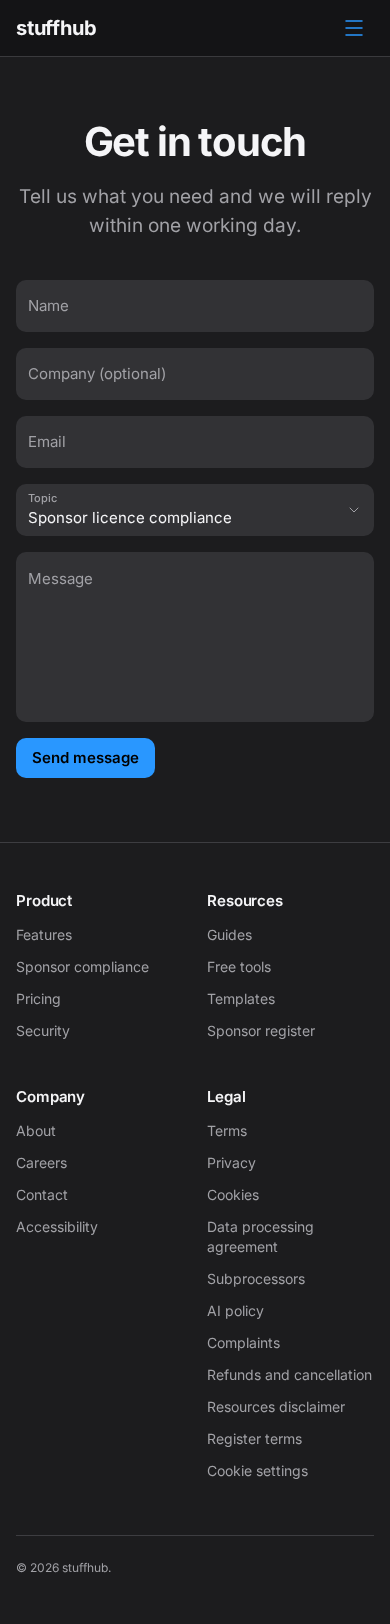 stuffhub
Get in touch
Tell us what you need and we will reply
within one working day.
Name
Company (optional)
Email
Topic
Sponsor licence compliance
Message
Send message
Product
Features
Sponsor compliance
Pricing
Security
Resources
Guides
Free tools
Templates
Sponsor register
Company
About
Careers
Contact
Accessibility
Legal
Terms
Privacy
Cookies
Data processing
agreement
Subprocessors
AI policy
Complaints
Refunds and cancellation
Resources disclaimer
Register terms
Cookie settings
© 2026 stuffhub.